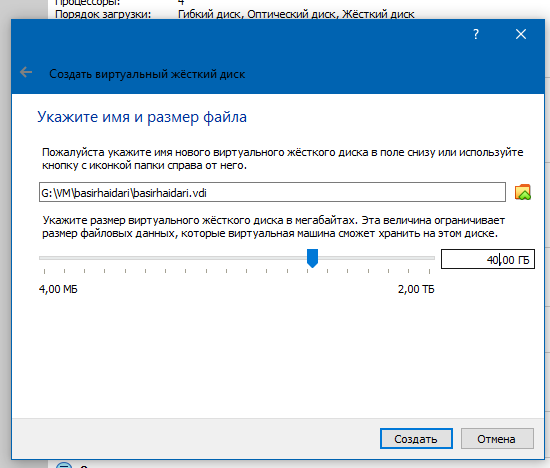 Процессоры: 4
Порядок загрузки: Гибкий диск, Оптический диск, Жёсткий диск
?
Создать виртуальный жёсткий диск
Укажите имя и размер файла
Пожалуйста укажите имя нового виртуального жёсткого диска в поле снизу или используйте
кнопку с иконкой папки справа от него.
G:\VM\basirhaidari\basirhaidari.vdi
Укажите размер виртуального жёсткого диска в мегабайтах. Эта величина ограничивает
размер файловых данных, которые виртуальная машина сможет хранить на этом диске.
40,00 ГБ
4,00 МБ 2,00 ТБ
Создать Отмена